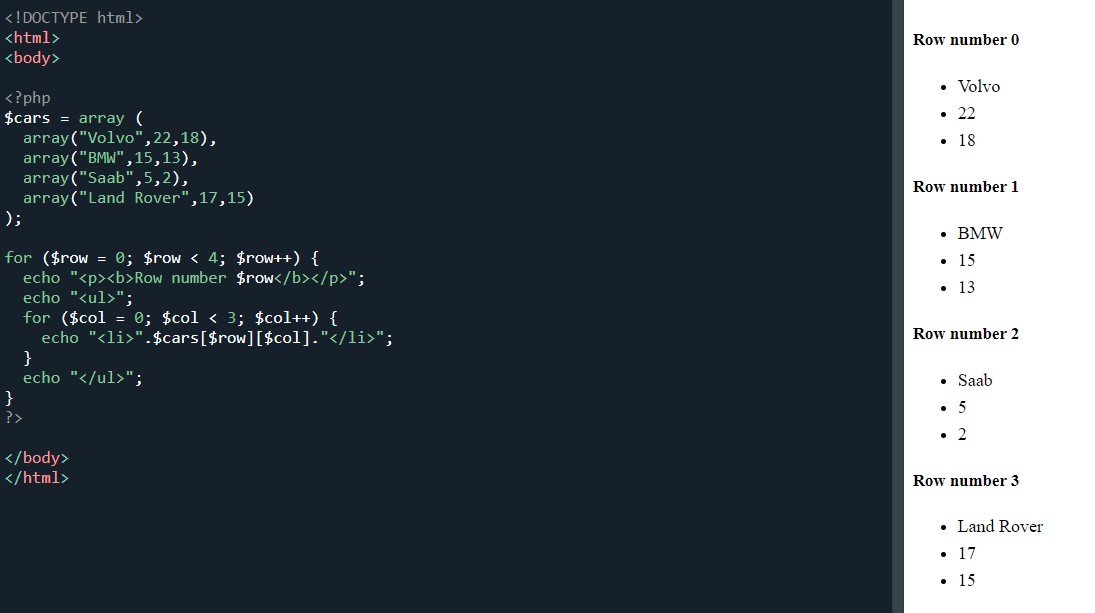 <!DOCTYPE html>
<html>
<body>

<?php
$cars = array (
  array("Volvo",22,18),
  array("BMW",15,13),
  array("Saab",5,2),
  array("Land Rover",17,15)
);

for ($row = 0; $row < 4; $row++) {
  echo "<p><b>Row number $row</b></p>";
  echo "<ul>";
  for ($col = 0; $col < 3; $col++) {
    echo "<li>".$cars[$row][$col]."</li>";
  }
  echo "</ul>";
}
?>

</body>
</html>
Row number 0
• Volvo
• 22
• 18
Row number 1
• BMW
• 15
• 13
Row number 2
• Saab
• 5
• 2
Row number 3
• Land Rover
• 17
• 15